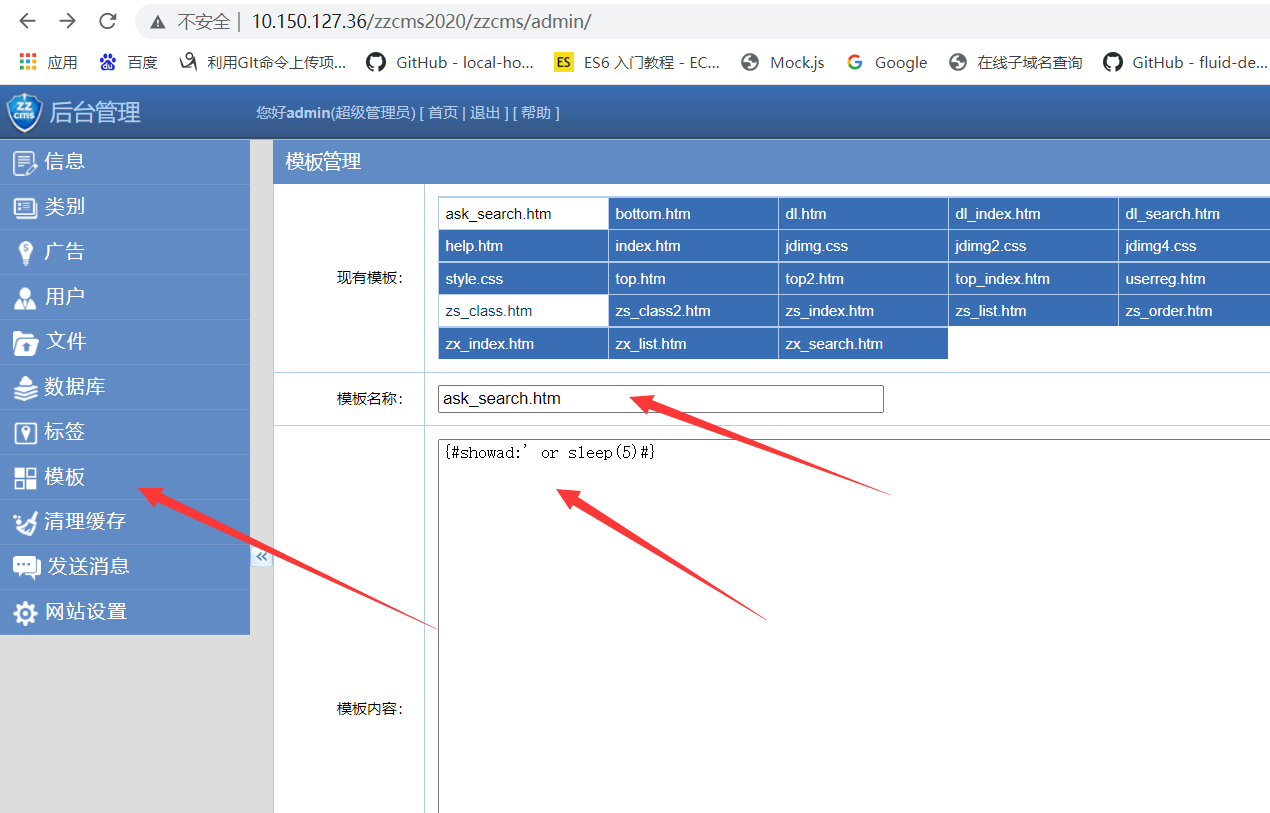 不安全 | 10.150.127.36/zzcms2020/zzcms/admin/
应用 百度 利用GIt命令上传项... GitHub - local-ho... ES ES6 入门教程 - EC... Mock.js Google 在线子域名查询 GitHub - fluid-de...
ZZ cms 后台管理 您好admin(超级管理员) [ 首页 | 退出 ] [ 帮助 ]
信息
类别
广告
用户
文件
数据库
标签
模板
清理缓存
发送消息
网站设置
模板管理
现有模板：
ask_search.htm bottom.htm dl.htm dl_index.htm dl_search.htm
help.htm index.htm jdimg.css jdimg2.css jdimg4.css
style.css top.htm top2.htm top_index.htm userreg.htm
zs_class.htm zs_class2.htm zs_index.htm zs_list.htm zs_order.htm
zx_index.htm zx_list.htm zx_search.htm
模板名称： ask_search.htm
模板内容：
{#showad:' or sleep(5)#}